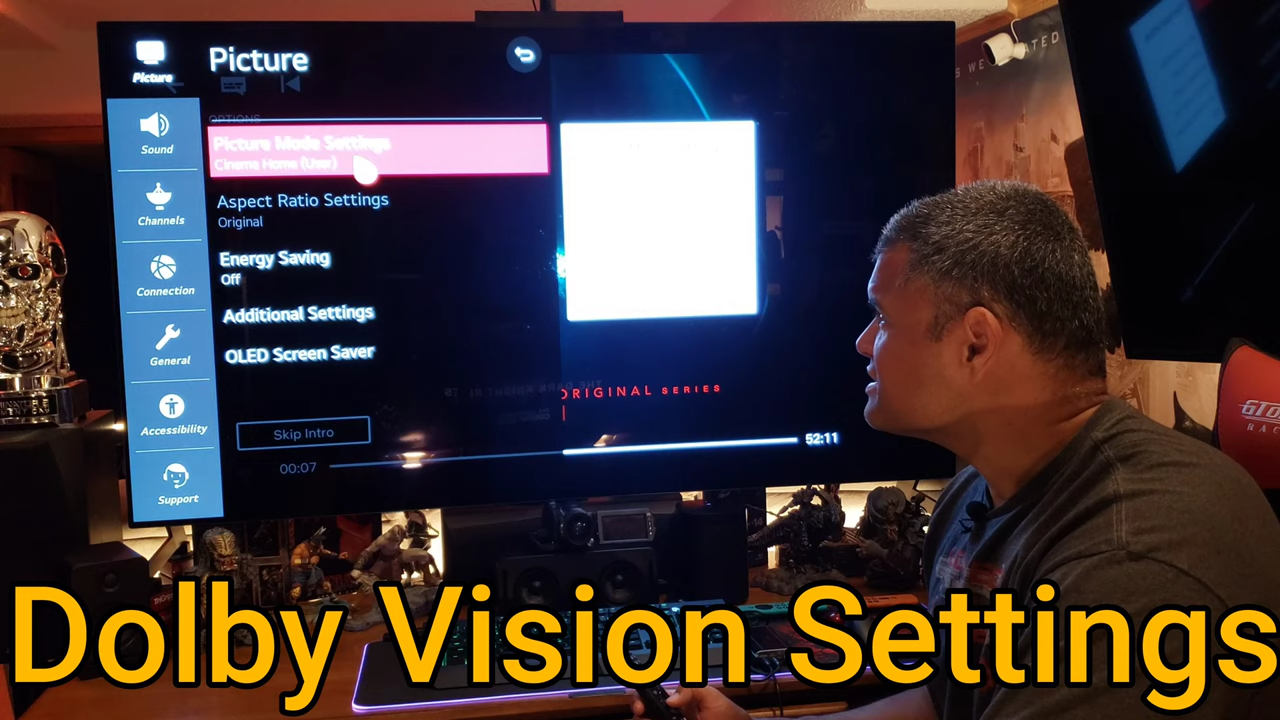 Picture
Picture
Sound
Channels
Connection
General
Accessibility
Support
OPTIONS
Picture Mode Settings
Cinema Home (User)
Aspect Ratio Settings
Original
Energy Saving
Off
Additional Settings
OLED Screen Saver
Skip Intro
00:07
52:11
ORIGINAL SERIES
Dolby Vision Settings